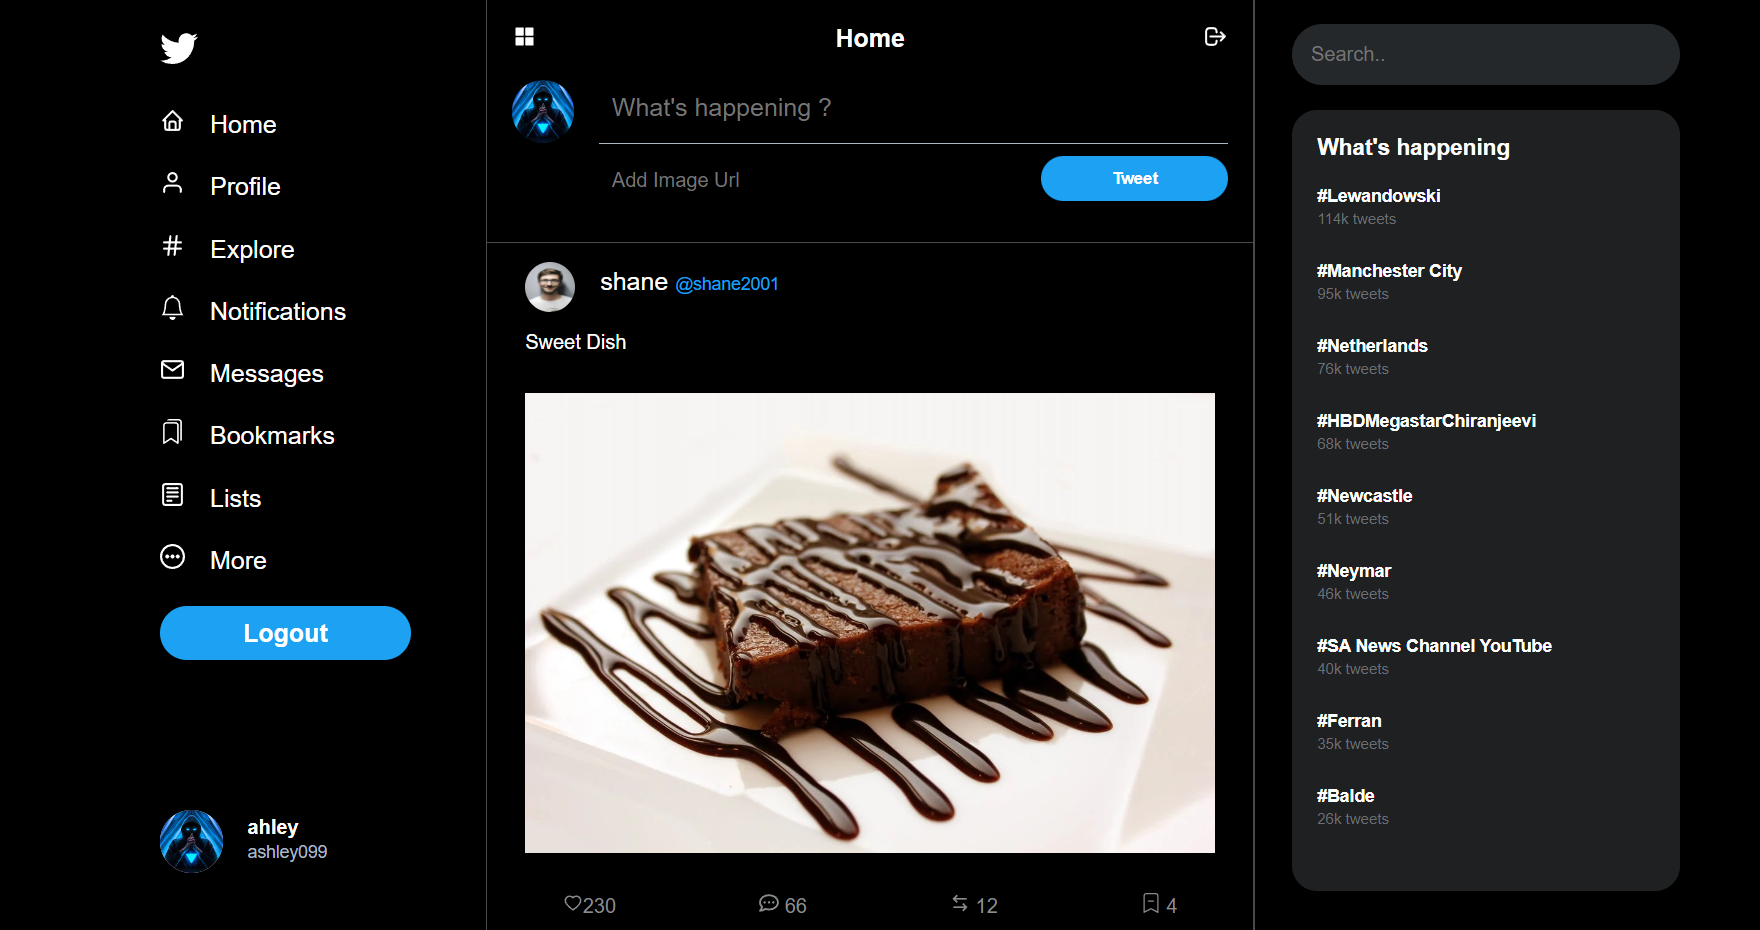 Home
Profile
Explore
Notifications
Messages
Bookmarks
Lists
More
Logout
ahley
ashley099
Home
What's happening ?
Add Image Url
Tweet
shane @shane2001
Sweet Dish
230 66 12 4
Search..
What's happening
#Lewandowski
114k tweets
#Manchester City
95k tweets
#Netherlands
76k tweets
#HBDMegastarChiranjeevi
68k tweets
#Newcastle
51k tweets
#Neymar
46k tweets
#SA News Channel YouTube
40k tweets
#Ferran
35k tweets
#Balde
26k tweets